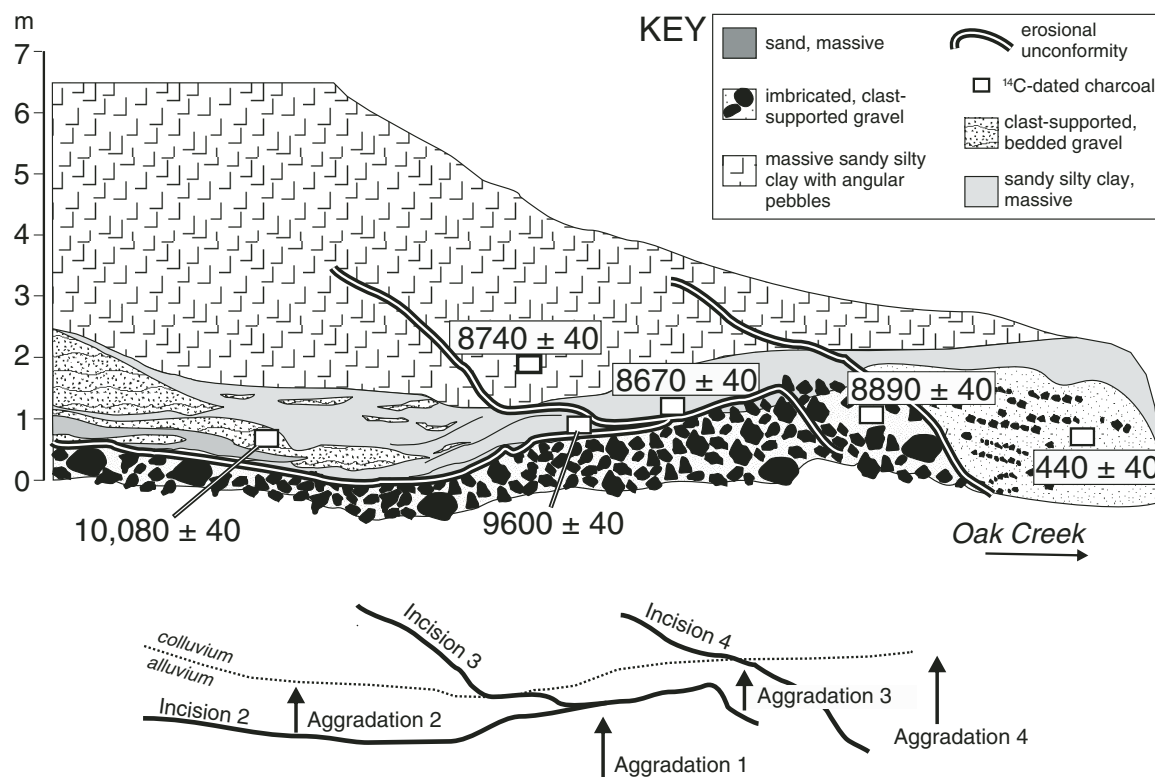 m
7
6
5
4
3
2
1
0
KEY
sand, massive
imbricated, clast-
supported gravel
massive sandy silty
clay with angular
pebbles
erosional
unconformity
¹⁴C-dated charcoal
clast-supported,
bedded gravel
sandy silty clay,
massive
8740 ± 40
8670 ± 40
8890 ± 40
440 ± 40
10,080 ± 40
9600 ± 40
Oak Creek
colluvium
alluvium
Incision 2
Aggradation 2
Incision 3
Aggradation 1
Incision 4
Aggradation 3
Aggradation 4